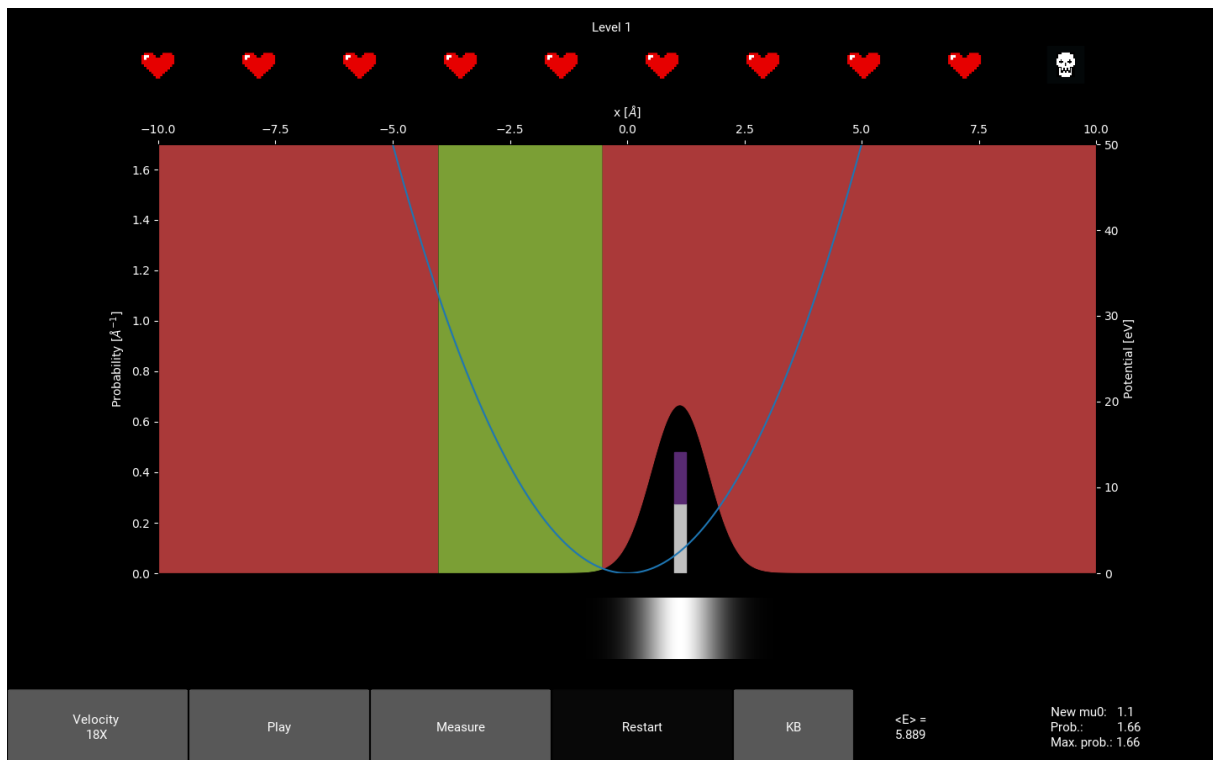 Level 1
x [Å]
−10.0 −7.5 −5.0 −2.5 0.0 2.5 5.0 7.5 10.0
1.6
1.4
1.2
1.0
0.8
0.6
0.4
0.2
0.0
Probability [Å⁻¹]
50
40
30
20
10
0
Potential [eV]
Velocity
18X
Play
Measure
Restart
KB
<E> =
5.889
New mu0: 1.1
Prob.: 1.66
Max. prob.: 1.66